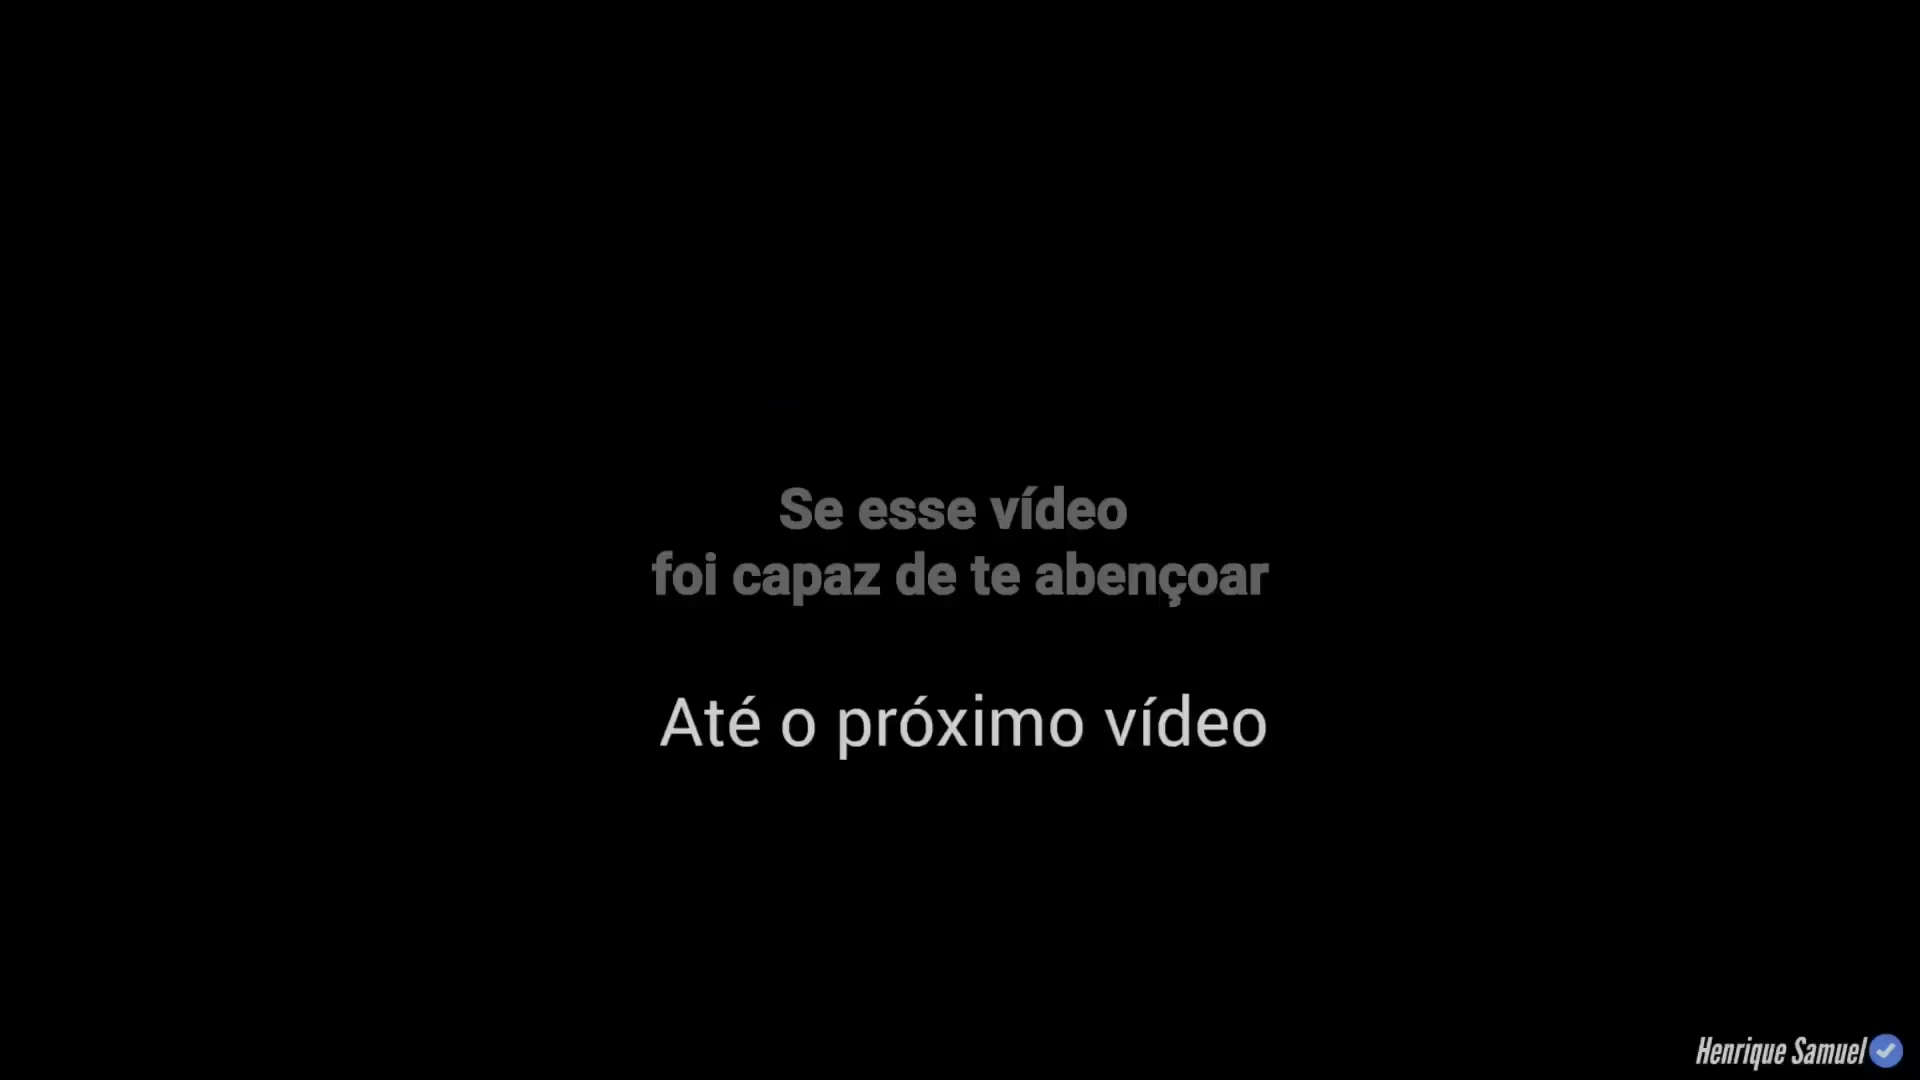 Se esse vídeo
foi capaz de te abençoar
Até o próximo vídeo
Henrique Samuel